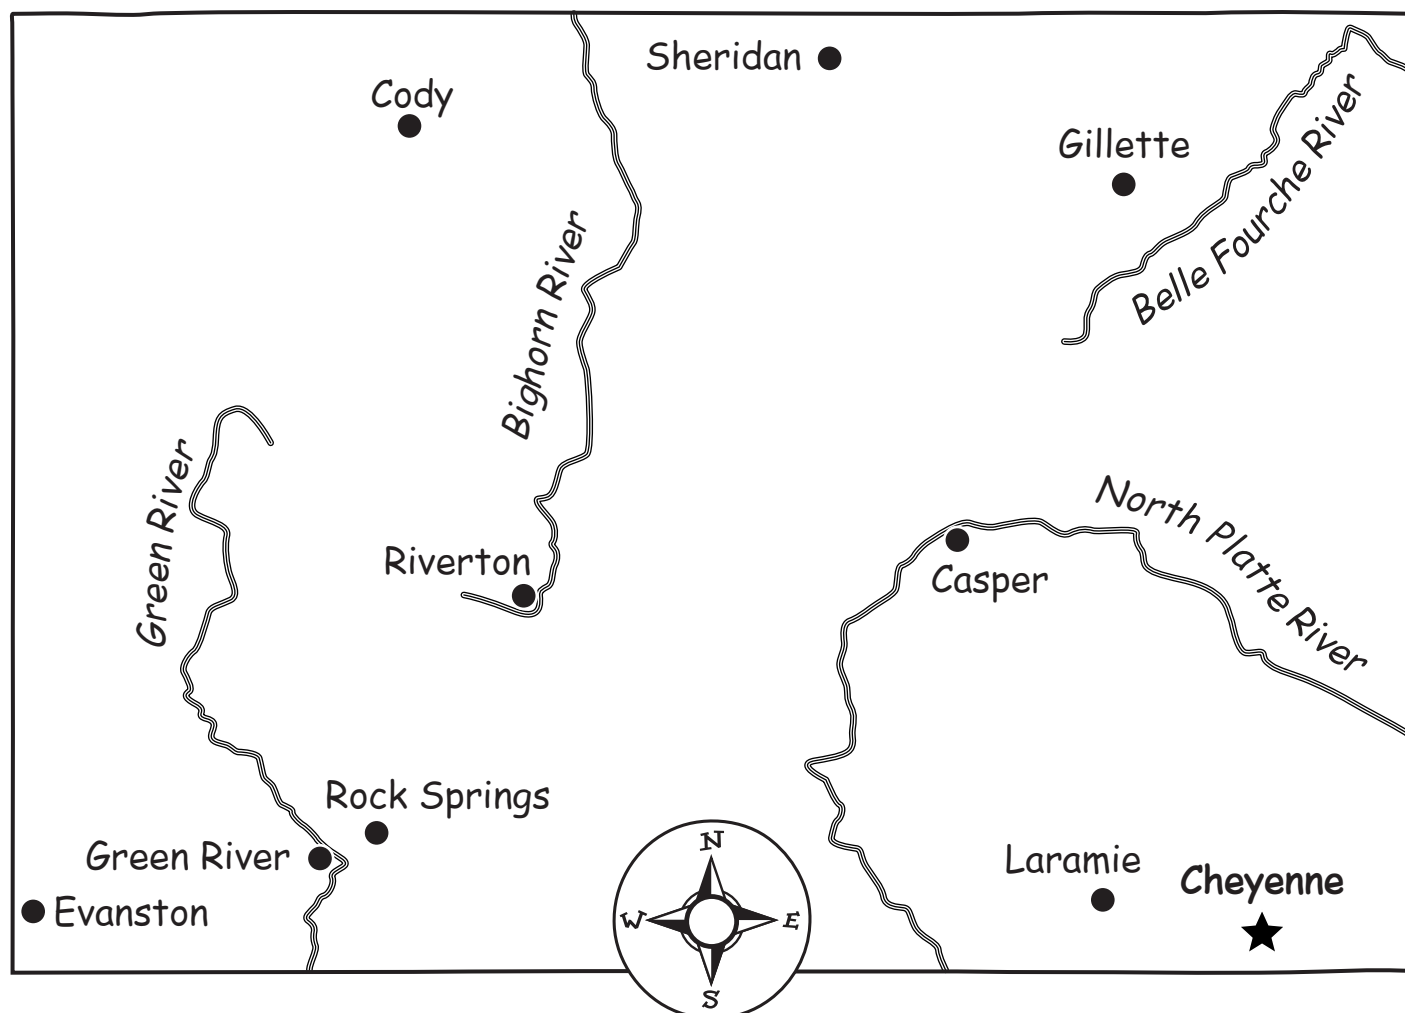 Sheridan
Cody
Gillette
Belle Fourche River
Bighorn River
Green River
North Platte River
Riverton
Casper
Rock Springs
Green River
Evanston
Laramie
Cheyenne
N
W
E
S